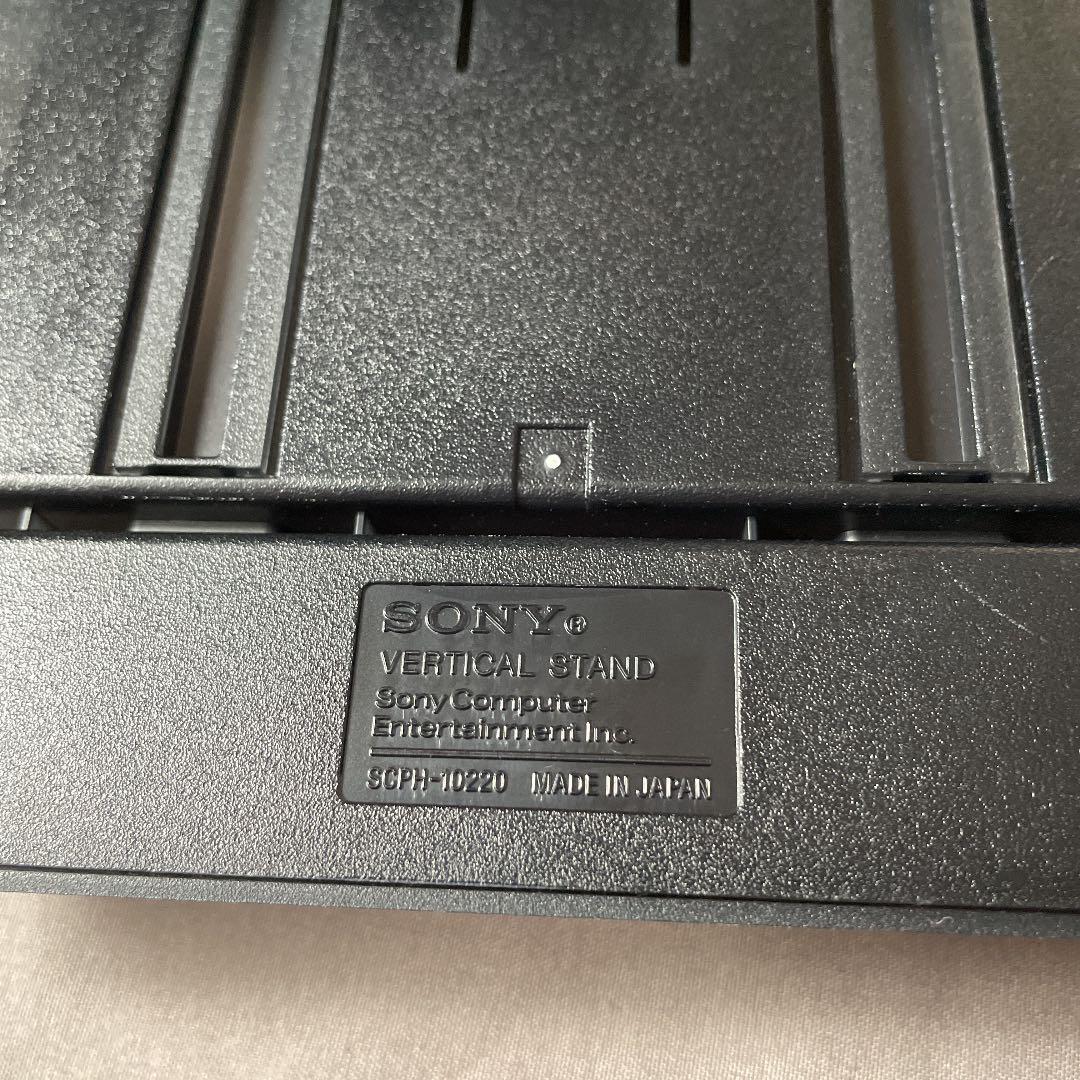 SONY®
VERTICAL STAND
Sony Computer
Entertainment Inc.
SCPH-10220 MADE IN JAPAN